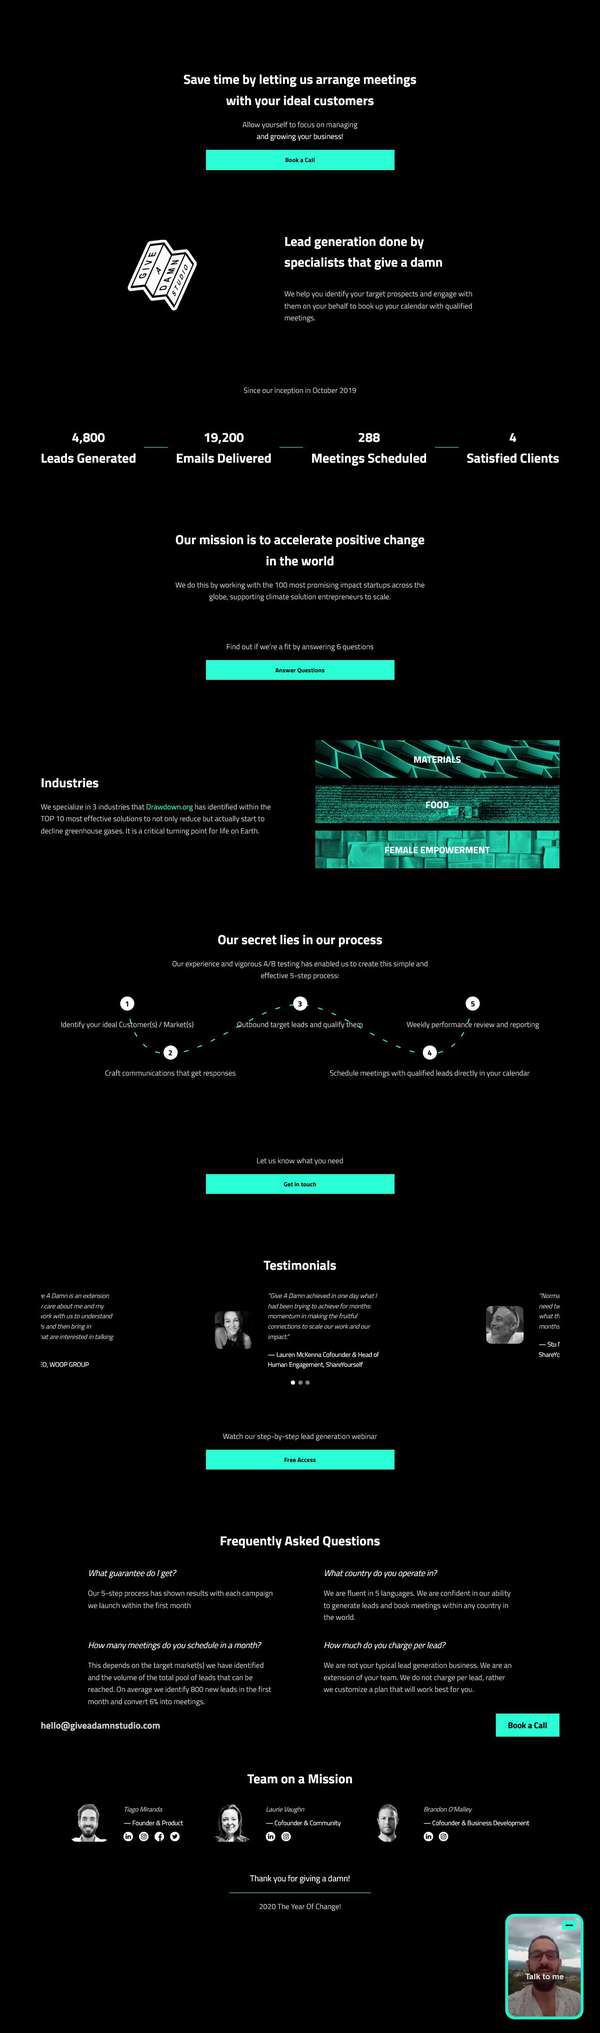 Save time by letting us arrange meetings
with your ideal customers
Allow yourself to focus on managing
and growing your business!
Book a Call
GIVE
A
DAMN
STUDIO
Lead generation done by
specialists that give a damn
We help you identify your target prospects and engage with
them on your behalf to book up your calendar with qualified
meetings.
Since our inception in October 2019
4,800
Leads Generated
19,200
Emails Delivered
288
Meetings Scheduled
4
Satisfied Clients
Our mission is to accelerate positive change
in the world
We do this by working with the 100 most promising impact startups across the
globe, supporting climate solution entrepreneurs to scale.
Find out if we're a fit by answering 6 questions
Answer Questions
Industries
We specialize in 3 industries that Drawdown.org has identified within the
TOP 10 most effective solutions to not only reduce but actually start to
decline greenhouse gases. It is a critical turning point for life on Earth.
MATERIALS
FOOD
FEMALE EMPOWERMENT
Our secret lies in our process
Our experience and vigorous A/B testing has enabled us to create this simple and
effective 5-step process:
1
Identify your ideal Customer(s) / Market(s)
2
Craft communications that get responses
3
Outbound target leads and qualify them
4
Schedule meetings with qualified leads directly in your calendar
5
Weekly performance review and reporting
Let us know what you need
Get in touch
Testimonials
e A Damn is an extension
care about me and my
ork with us to understand
s and then bring in
at are interested in talking
O, WOOP GROUP
"Give A Damn achieved in one day what I
had been trying to achieve for months:
momentum in making the fruitful
connections to scale our work and our
impact."
— Lauren McKenna Cofounder & Head of
Human Engagement, ShareYourself
"Norma
need tw
what th
months
— Stu
ShareYo
Watch our step-by-step lead generation webinar
Free Access
Frequently Asked Questions
What guarantee do I get?
Our 5-step process has shown results with each campaign
we launch within the first month
What country do you operate in?
We are fluent in 5 languages. We are confident in our ability
to generate leads and book meetings within any country in
the world.
How many meetings do you schedule in a month?
This depends on the target market(s) we have identified
and the volume of the total pool of leads that can be
reached. On average we identify 800 new leads in the first
month and convert 6% into meetings.
How much do you charge per lead?
We are not your typical lead generation business. We are an
extension of your team. We do not charge per lead, rather
we customize a plan that will work best for you.
hello@giveadamnstudio.com
Book a Call
Team on a Mission
Tiago Miranda
— Founder & Product
Laurie Vaughn
— Cofounder & Community
Brandon O'Malley
— Cofounder & Business Development
Thank you for giving a damn!
2020 The Year Of Change!
Talk to me